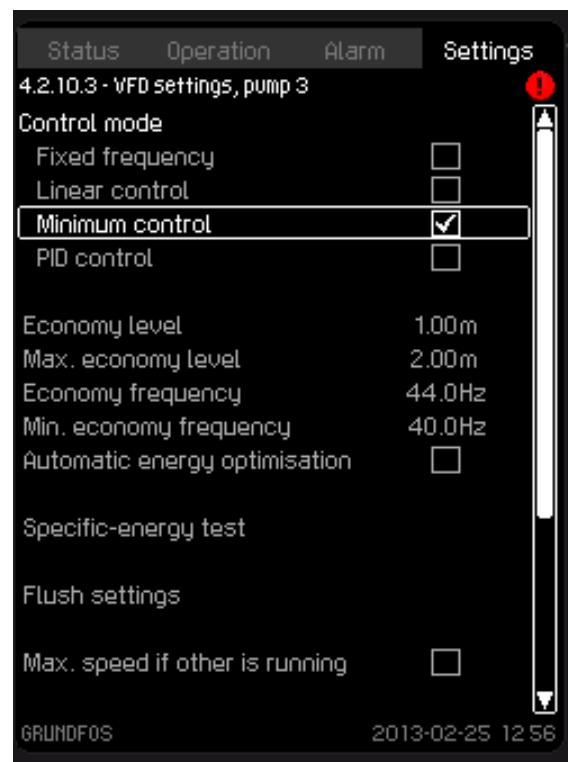 Status Operation Alarm Settings
4.2.10.3 - VFD settings, pump 3
Control mode
Fixed frequency
Linear control
Minimum control
PID control
Economy level 1.00m
Max. economy level 2.00m
Economy frequency 44.0Hz
Min. economy frequency 40.0Hz
Automatic energy optimisation
Specific-energy test
Flush settings
Max. speed if other is running
GRUNDFOS 2013-02-25 12 56